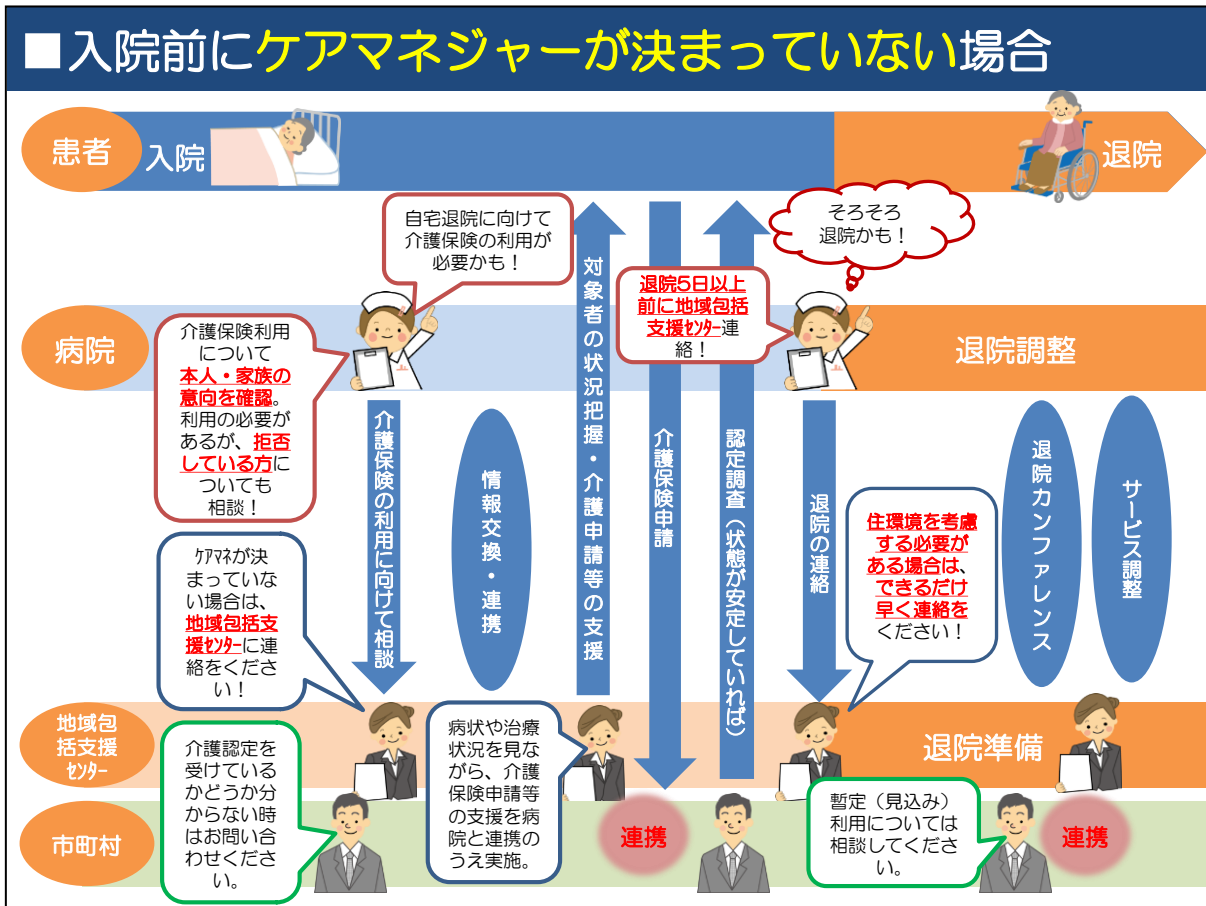 ■入院前にケアマネジャーが決まっていない場合
患者
入院
退院
自宅退院に向けて
介護保険の利用が
必要かも！
そろそろ
退院かも！
病院
介護保険利用
について
本人・家族の
意向を確認。
利用の必要が
あるが、拒否
している方に
ついても
相談！
退院５日以上
前に地域包括
支援ｾﾝﾀｰ連
絡！
退院調整
介護保険の利用に向けて相談
情報交換・連携
対象者の状況把握・介護申請等の支援
介護保険申請
認定調査（状態が安定していれば）
退院の連絡
住環境を考慮
する必要が
ある場合は、
できるだけ
早く連絡を
ください！
退院カンファレンス
サービス調整
ｹｱﾏﾈが決
まっていな
い場合は、
地域包括支
援ｾﾝﾀｰに連
絡をくださ
い！
地域包
括支援
ｾﾝﾀｰ
病状や治療
状況を見な
がら、介護
保険申請等
の支援を病
院と連携の
うえ実施。
退院準備
市町村
介護認定を
受けている
かどうか分
からない時
はお問い合
わせくださ
い。
連携
暫定（見込み）
利用については
相談してくださ
い。
連携